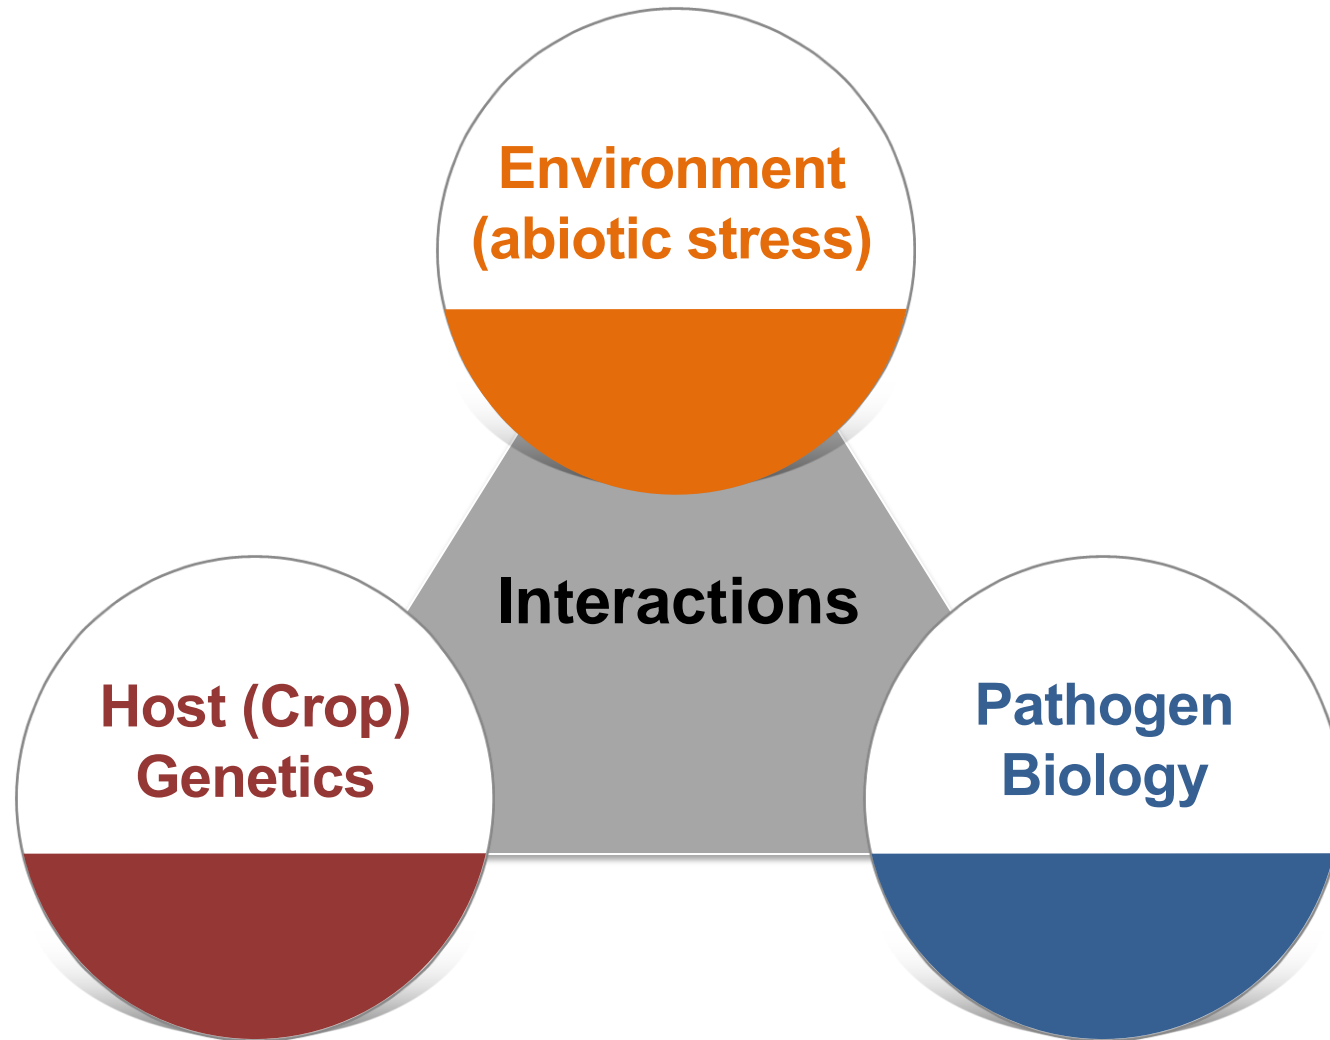 Environment
(abiotic stress)
Interactions
Host (Crop)
Genetics
Pathogen
Biology